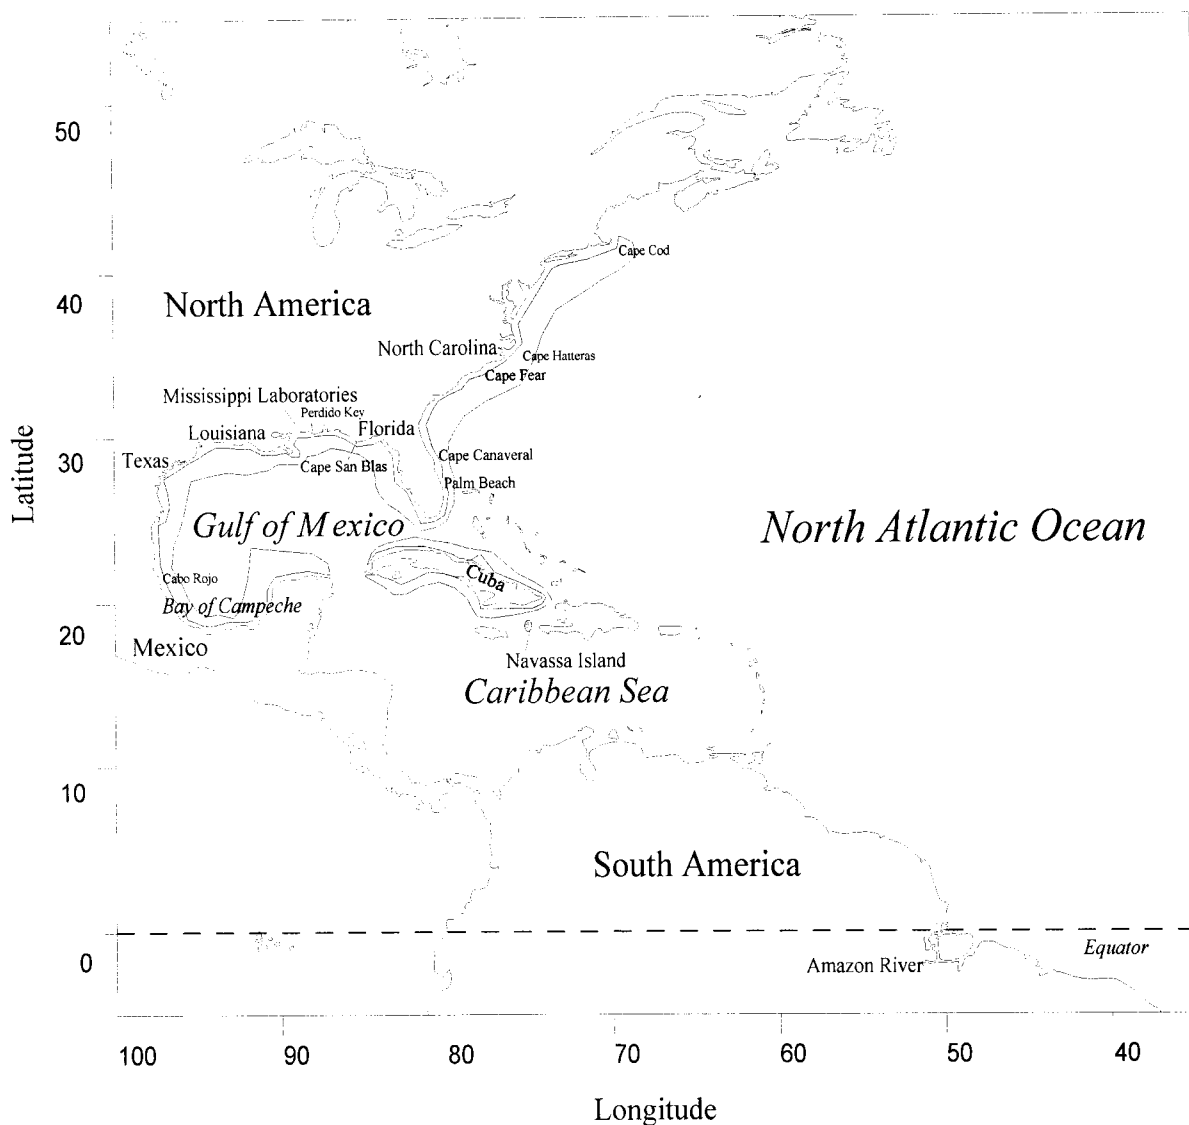 50
Cape Cod
40
North America
North Carolina
Cape Hatteras
Cape Fear
Mississippi Laboratories
Perdido Key
Louisiana
Florida
Texas
30
Cape San Blas
Cape Canaveral
Palm Beach
Latitude
Gulf of Mexico
North Atlantic Ocean
Cabo Rojo
Cuba
Bay of Campeche
20
Mexico
Navassa Island
Caribbean Sea
10
South America
0
Amazon River
Equator
100 90 80 70 60 50 40
Longitude